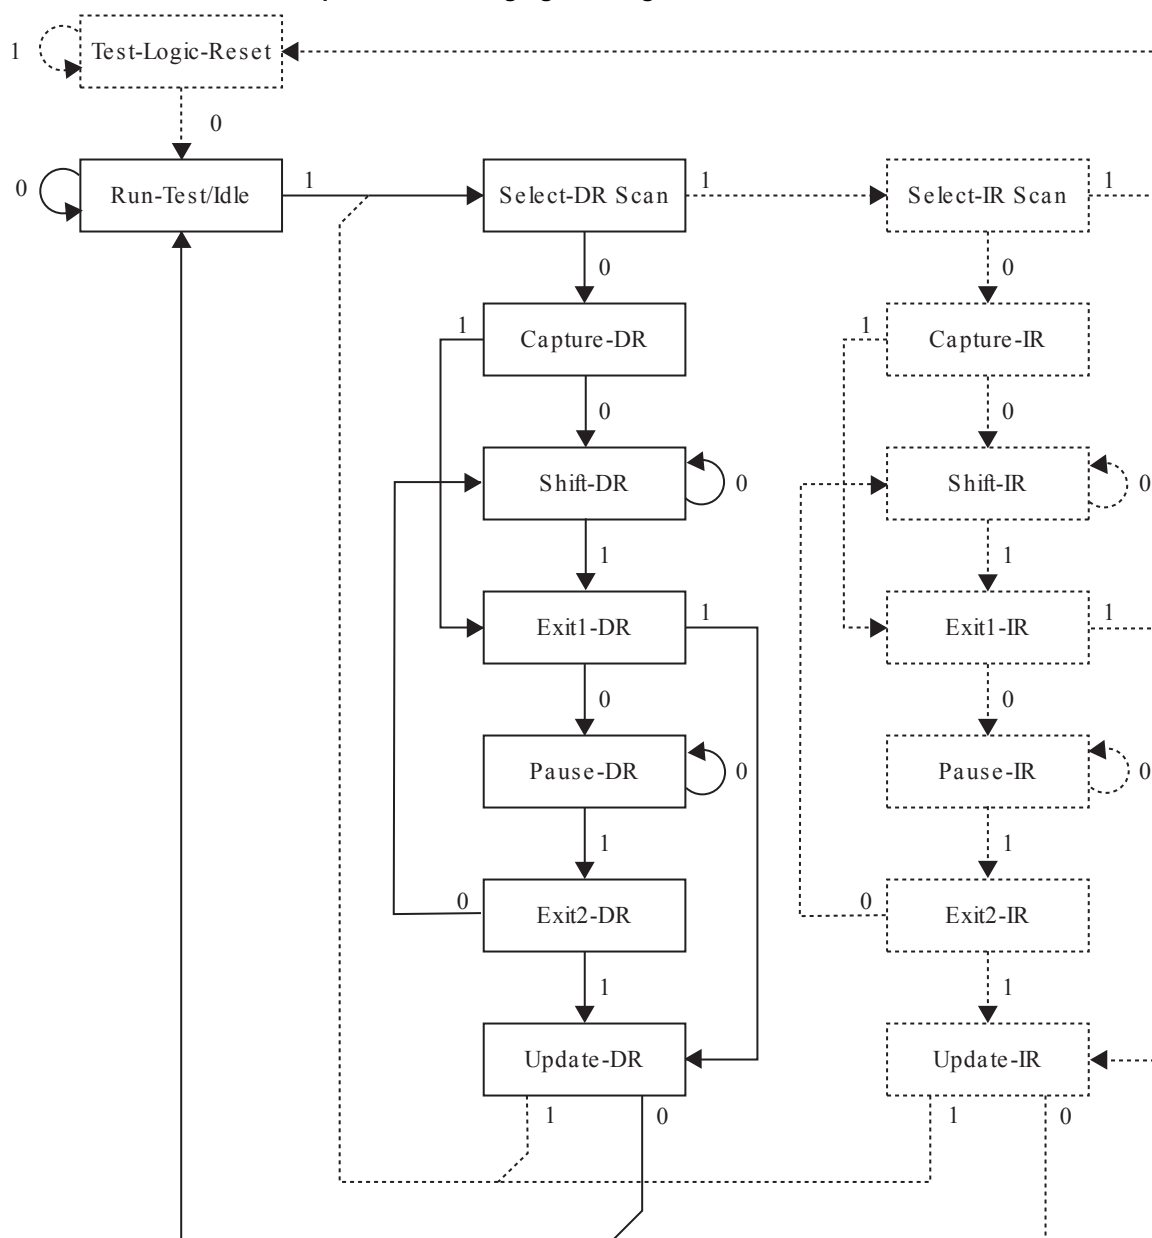 1 Test-Logic-Reset
0
0 Run-Test/Idle 1 Select-DR Scan 1 Select-IR Scan 1
0 0
1 Capture-DR 1 Capture-IR
0 0
Shift-DR 0 Shift-IR 0
1 1
Exit1-DR 1 Exit1-IR 1
0 0
Pause-DR 0 Pause-IR 0
1 1
0 Exit2-DR 0 Exit2-IR
1 1
Update-DR Update-IR
1 0 1 0